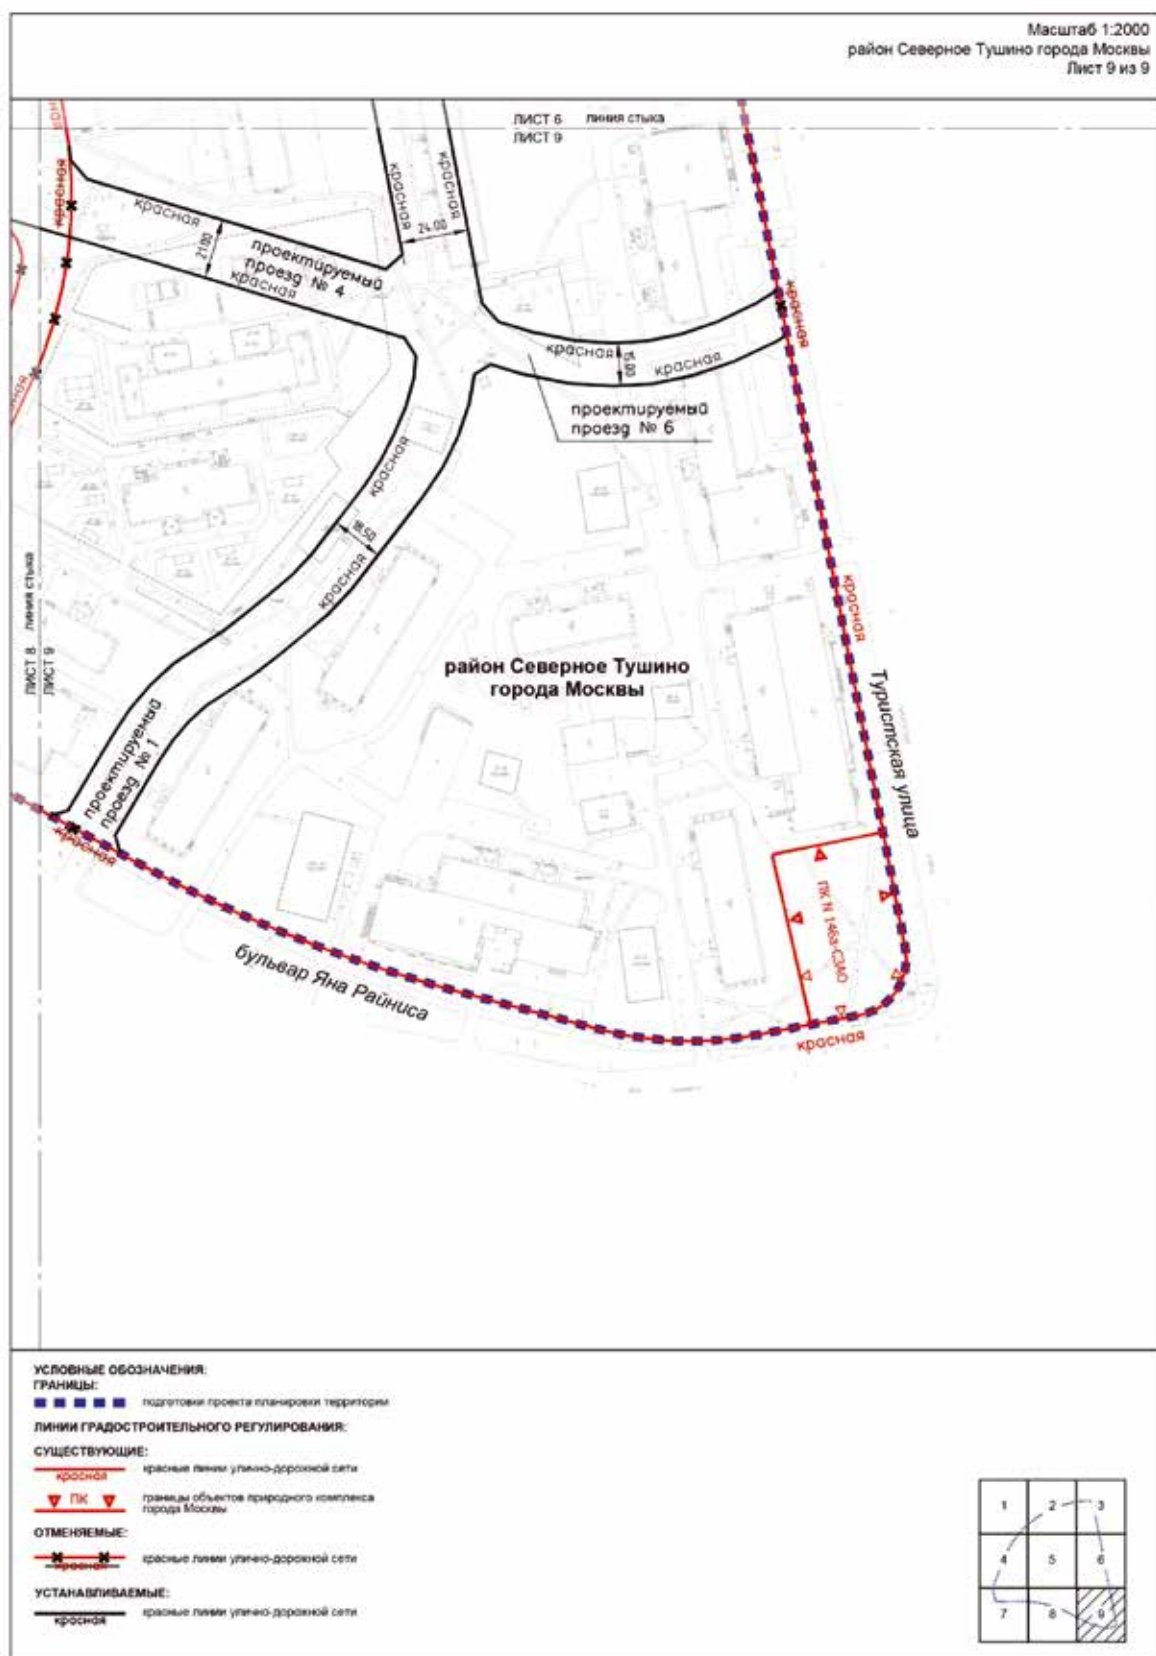 Масштаб 1:2000
район Северное Тушино города Москвы
Лист 9 из 9
ЛИСТ 6 линия стыка
ЛИСТ 9
красная
красная
красная
красная
24.00
21.00
проектируемый
проезд № 4
красная
красная
красная
15.00
красная
проектируемый
проезд № 6
красная
18.50
красная
красная
ЛИСТ 8 линия стыка
ЛИСТ 9
район Северное Тушино
города Москвы
Туристская улица
проектируемый
проезд № 1
красная
ПК N 146а-СЗАО
бульвар Яна Райниса
красная
УСЛОВНЫЕ ОБОЗНАЧЕНИЯ:
ГРАНИЦЫ:
подготовки проекта планировки территории
ЛИНИИ ГРАДОСТРОИТЕЛЬНОГО РЕГУЛИРОВАНИЯ:
СУЩЕСТВУЮЩИЕ:
красная красные линии улично-дорожной сети
ПК границы объектов природного комплекса
города Москвы
ОТМЕНЯЕМЫЕ:
красная красные линии улично-дорожной сети
УСТАНАВЛИВАЕМЫЕ:
красная красные линии улично-дорожной сети
1 2 3
4 5 6
7 8 9